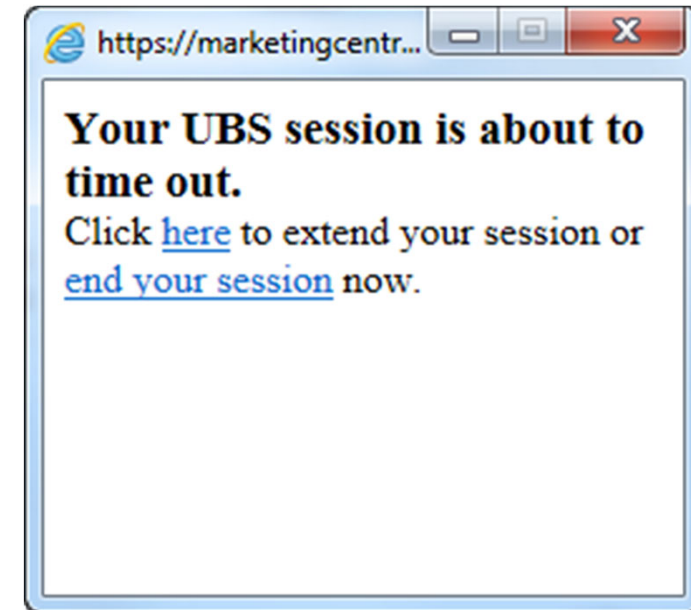 https://marketingcentr...
Your UBS session is about to
time out.
Click here to extend your session or
end your session now.